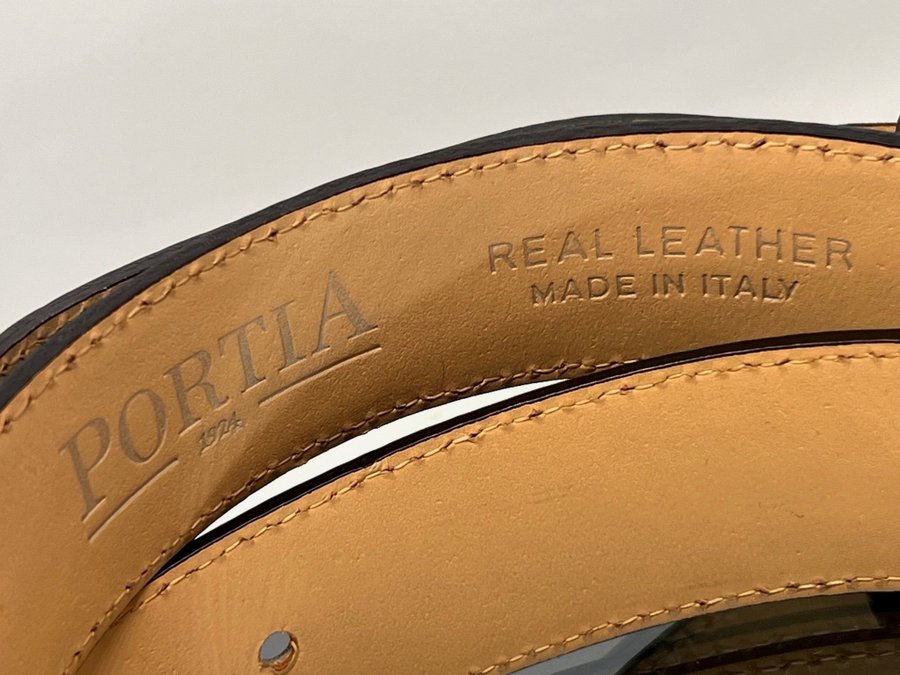 PORTIA
1924
REAL LEATHER
MADE IN ITALY